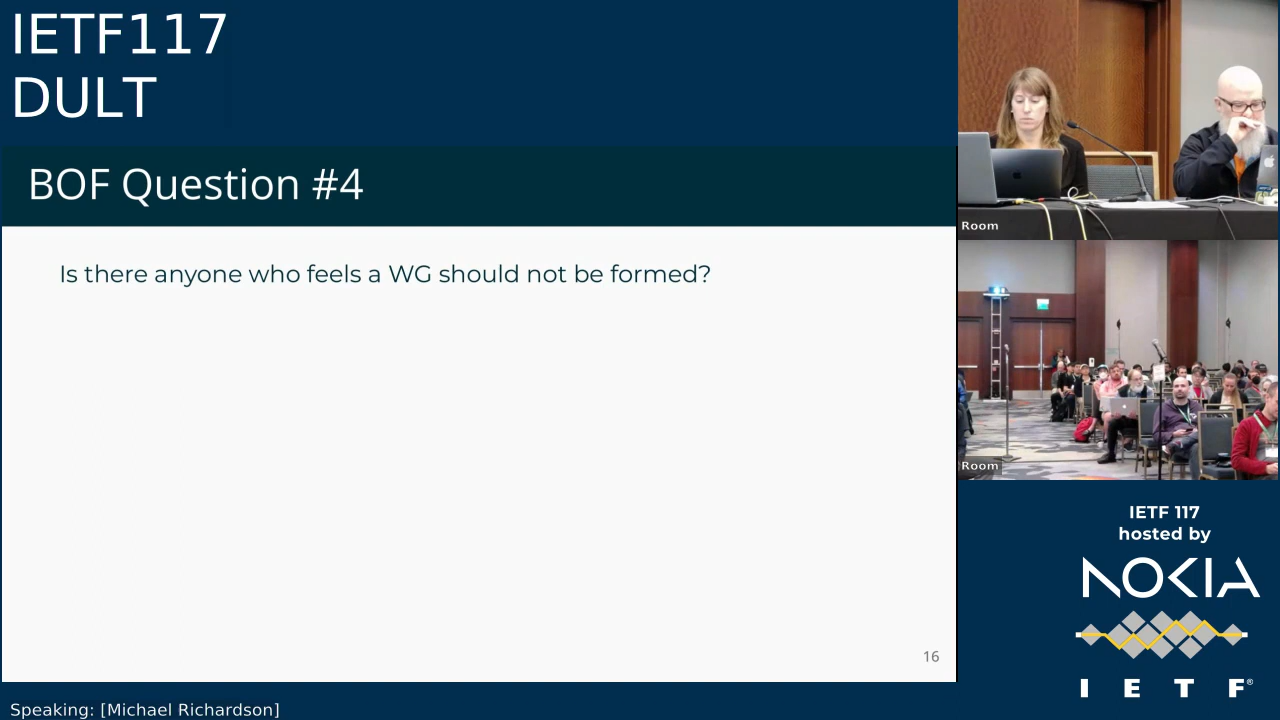 IETF117
DULT
BOF Question #4
Is there anyone who feels a WG should not be formed?
16
Room
Room
IETF 117
hosted by
NOKIA
I E T F®
Speaking: [Michael Richardson]